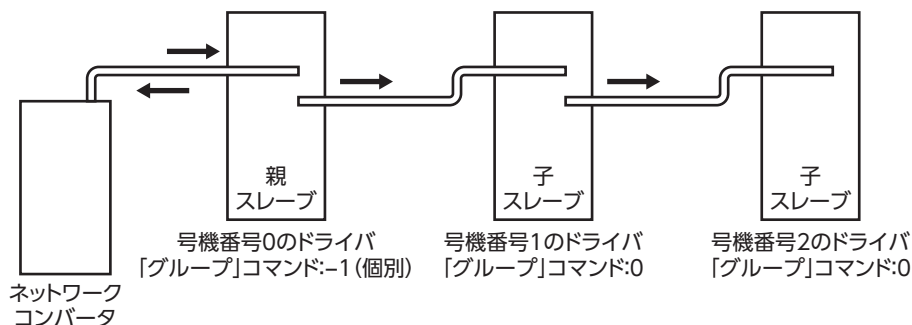 親
スレーブ
子
スレーブ
子
スレーブ
号機番号0のドライバ
「グループ」コマンド:–1(個別)
号機番号1のドライバ
「グループ」コマンド:0
号機番号2のドライバ
「グループ」コマンド:0
ネットワーク
コンバータ